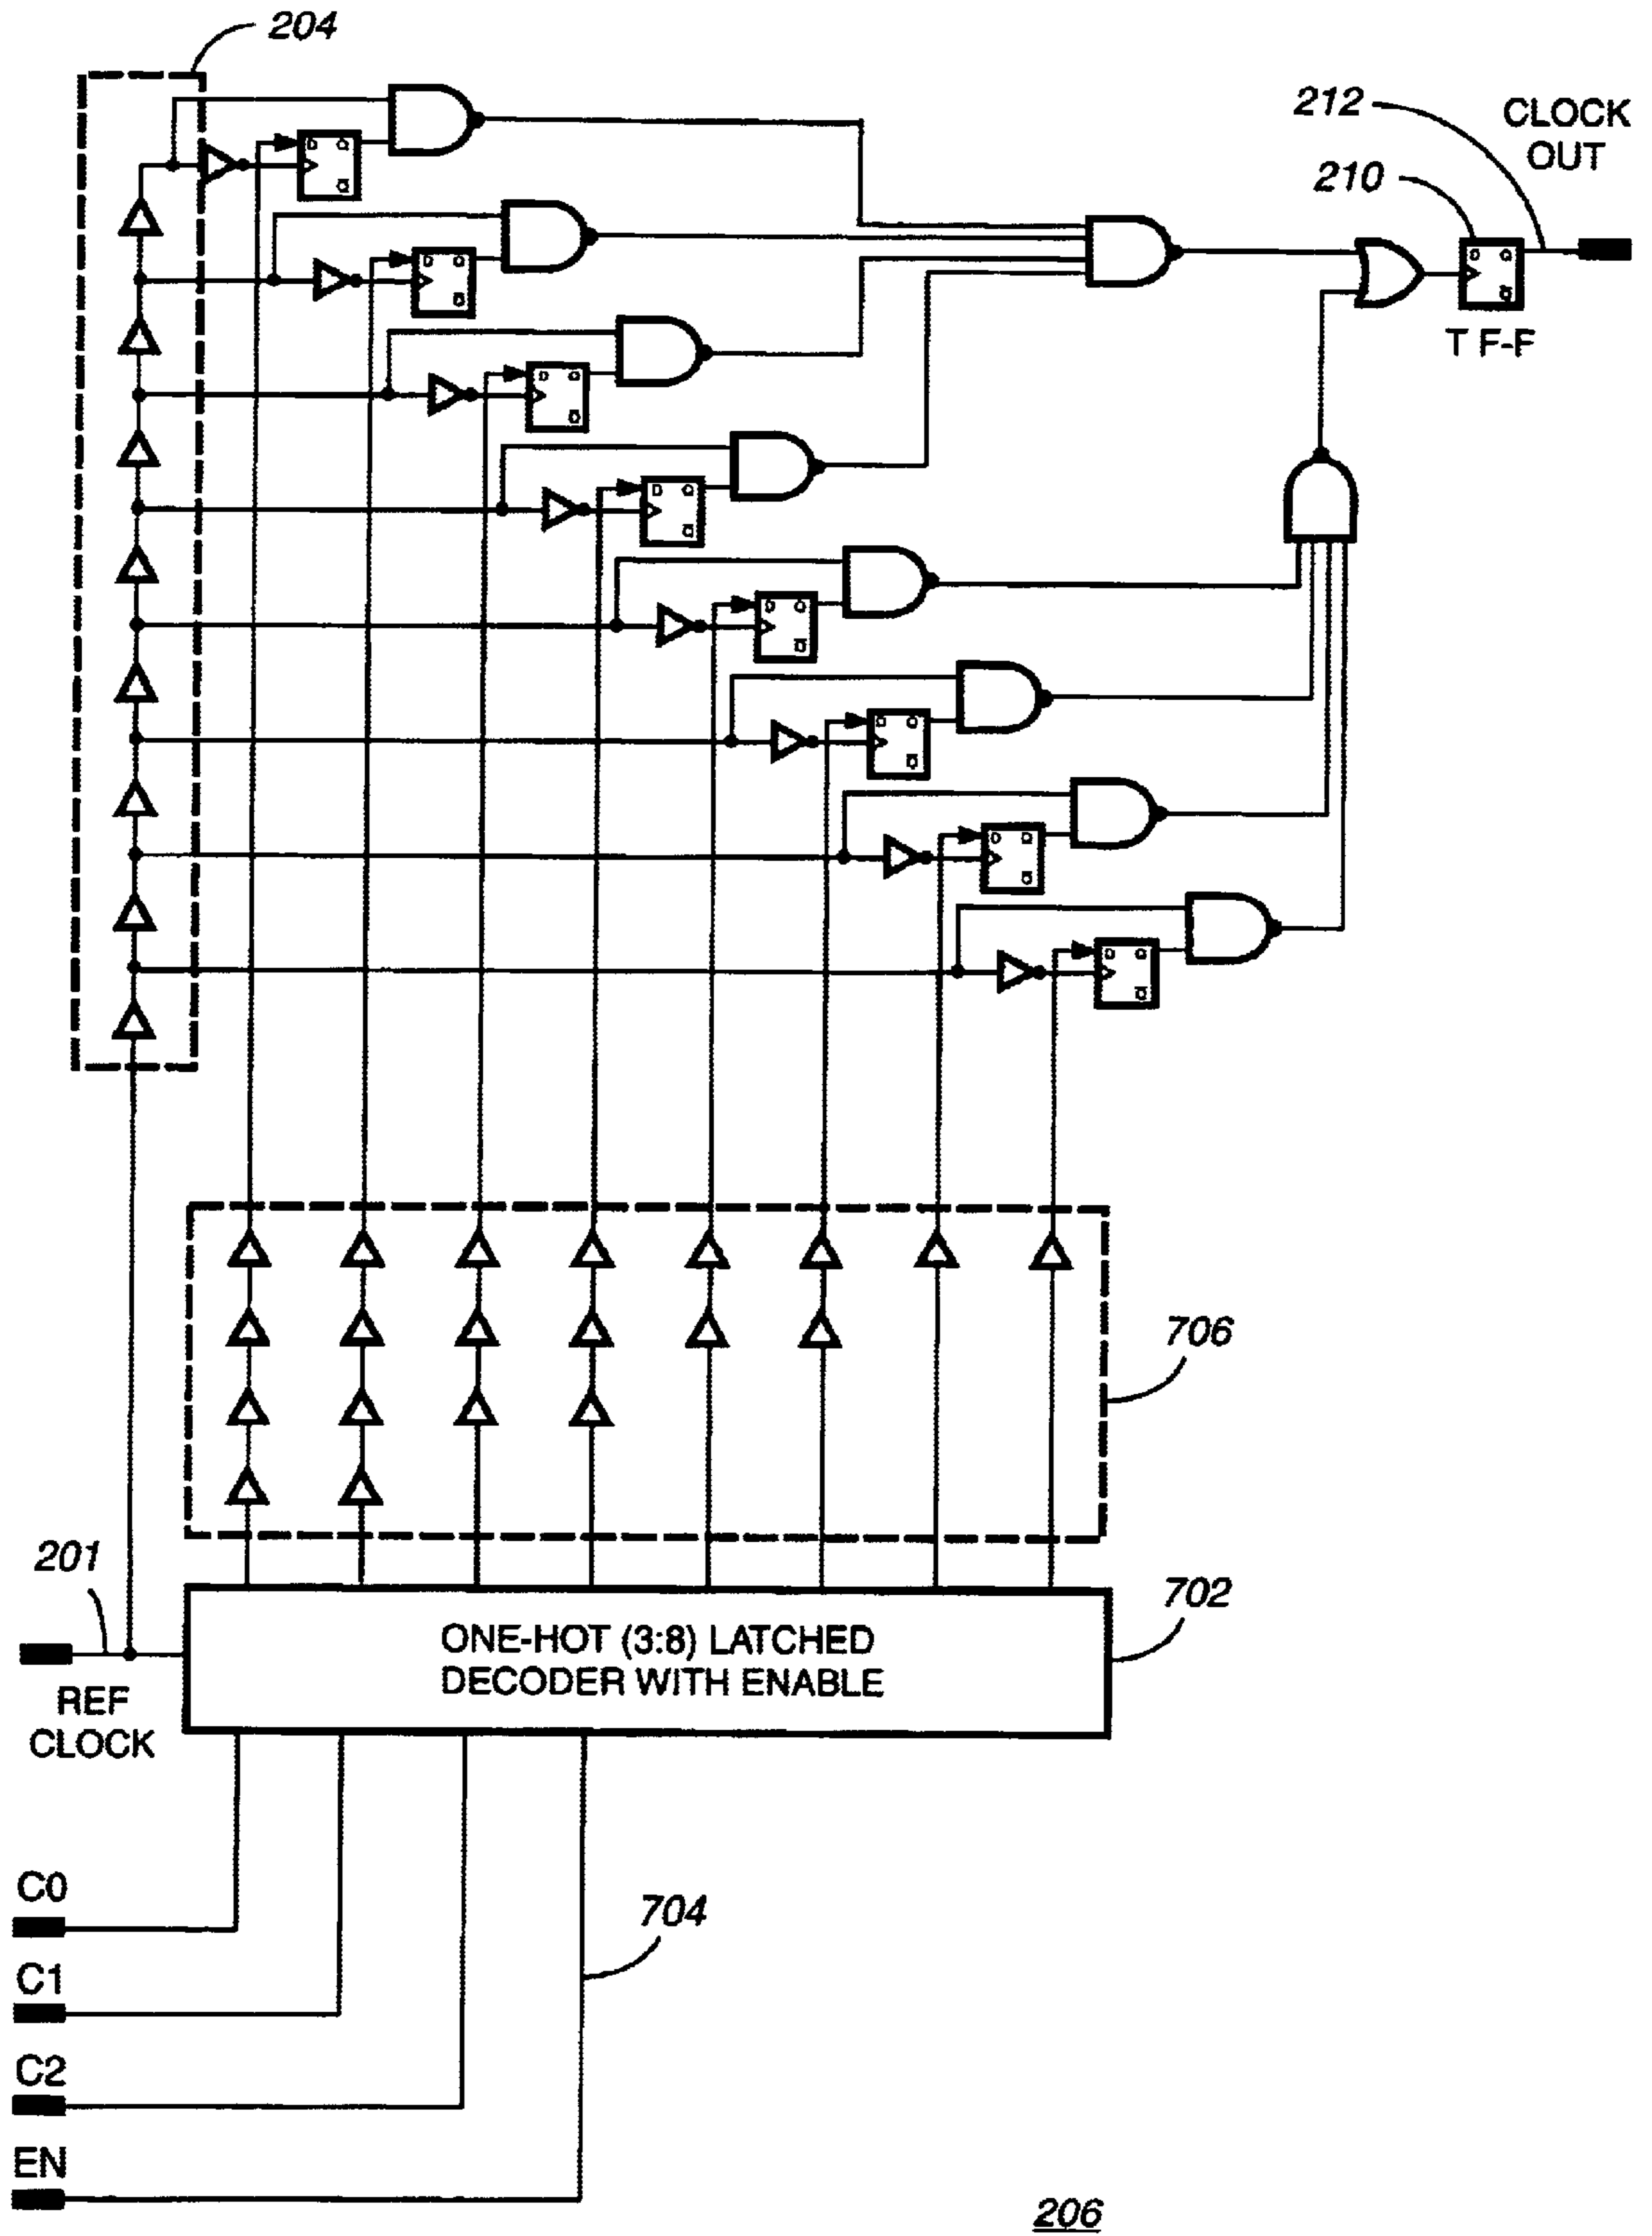 204
212
CLOCK
OUT
210
D Q
Q̅
D Q
Q̅
D Q
Q̅
T F-F
D Q
Q̅
D Q
Q̅
D Q
Q̅
D Q
Q̅
D Q
Q̅
D Q
Q̅
706
201
702
ONE-HOT (3:8) LATCHED
DECODER WITH ENABLE
REF
CLOCK
C0
704
C1
C2
EN
206